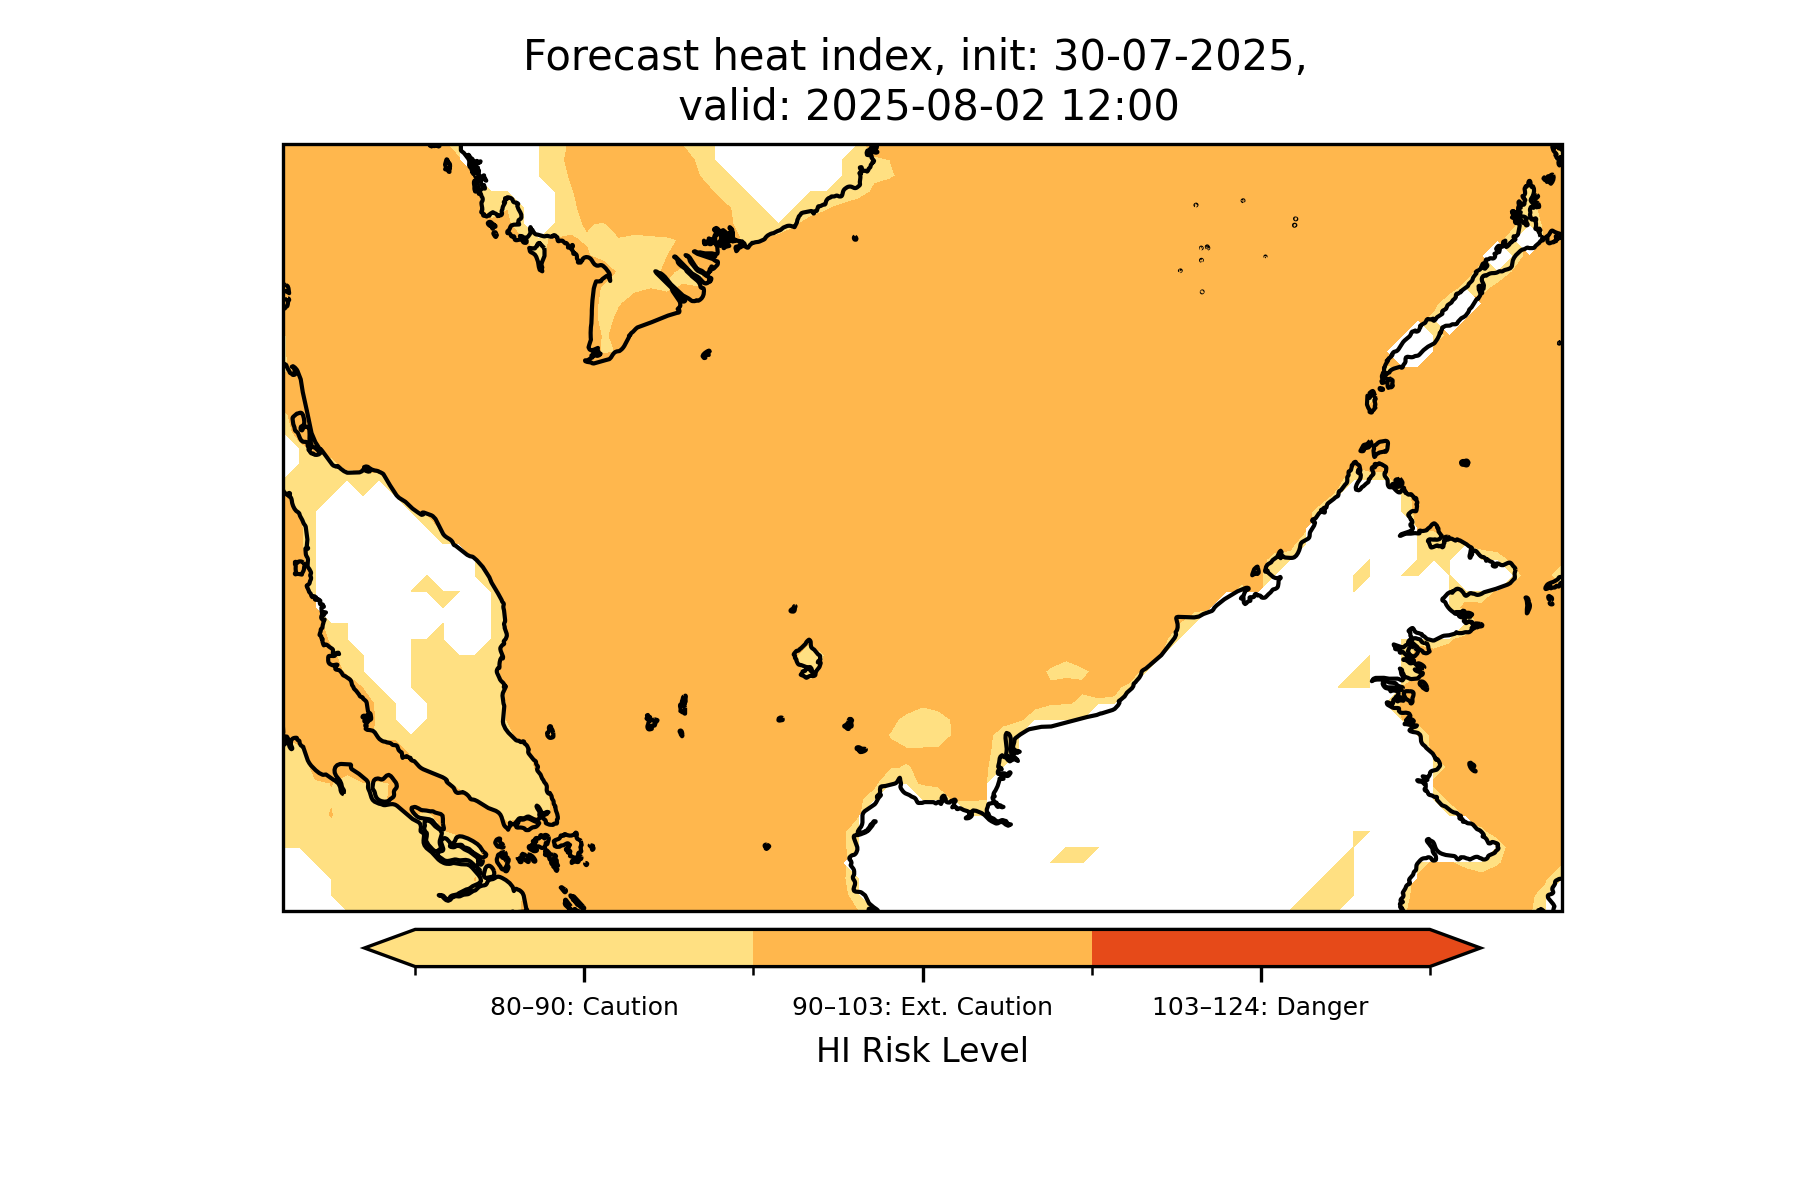 Forecast heat index, init: 30-07-2025,
valid: 2025-08-02 12:00
80–90: Caution
90–103: Ext. Caution
103–124: Danger
HI Risk Level